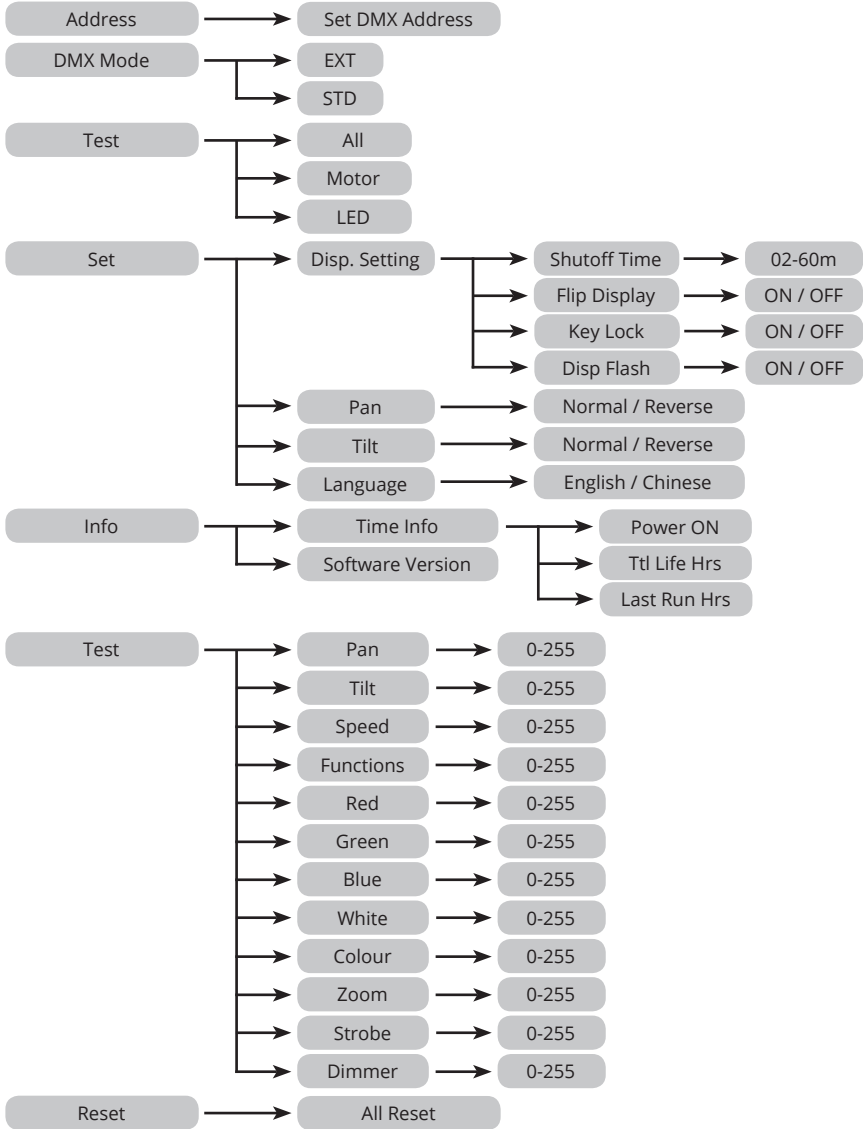 Address Set DMX Address
DMX Mode EXT
STD
Test All
Motor
LED
Set Disp. Setting Shutoff Time 02-60m
Flip Display ON / OFF
Key Lock ON / OFF
Disp Flash ON / OFF
Pan Normal / Reverse
Tilt Normal / Reverse
Language English / Chinese
Info Time Info Power ON
Software Version Ttl Life Hrs
Last Run Hrs
Test Pan 0-255
Tilt 0-255
Speed 0-255
Functions 0-255
Red 0-255
Green 0-255
Blue 0-255
White 0-255
Colour 0-255
Zoom 0-255
Strobe 0-255
Dimmer 0-255
Reset All Reset